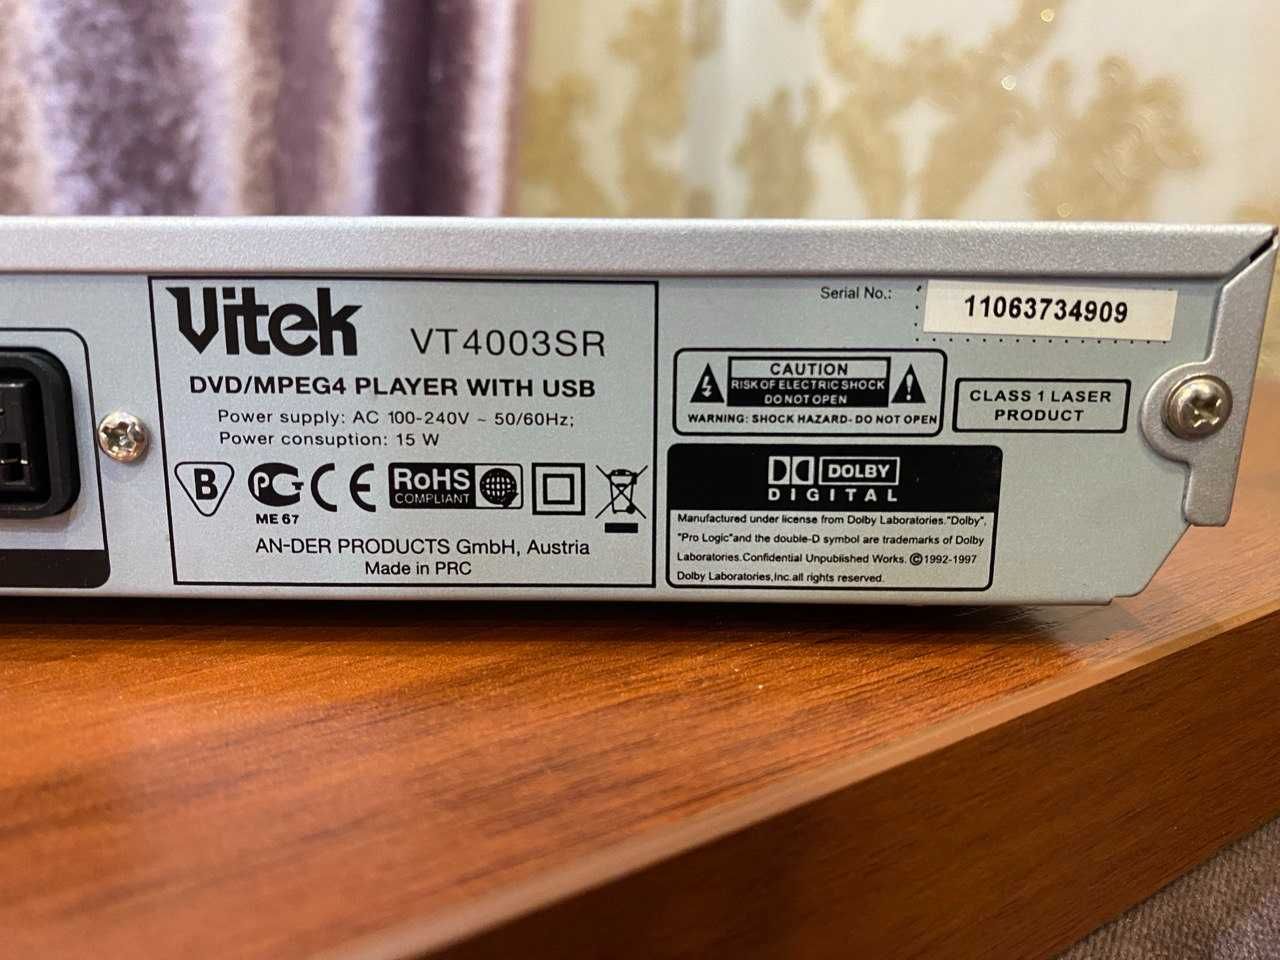 Vitek VT4003SR
DVD/MPEG4 PLAYER WITH USB
Power supply: AC 100-240V ~ 50/60Hz;
Power consuption: 15 W
B PG CE RoHS
COMPLIANT
ME 67
AN-DER PRODUCTS GmbH, Austria
Made in PRC
Serial No.: 11063734909
CAUTION
RISK OF ELECTRIC SHOCK
DO NOT OPEN
WARNING: SHOCK HAZARD- DO NOT OPEN
CLASS 1 LASER
PRODUCT
DOLBY
DIGITAL
Manufactured under license from Dolby Laboratories."Dolby",
"Pro Logic"and the double-D symbol are trademarks of Dolby
Laboratories.Confidential Unpublished Works. ©1992-1997
Dolby Laboratories,Inc.all rights reserved.